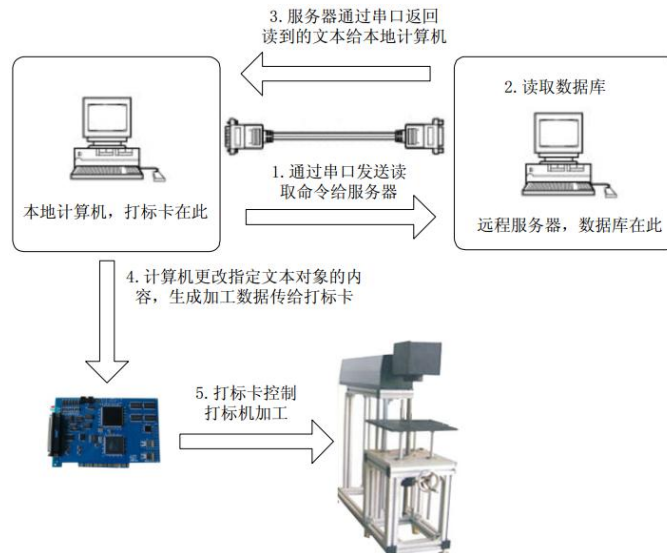 3.服务器通过串口返回
读到的文本给本地计算机
2.读取数据库
1.通过串口发送读
取命令给服务器
本地计算机，打标卡在此
远程服务器，数据库在此
4.计算机更改指定文本对象的内
容，生成加工数据传给打标卡
5.打标卡控制
打标机加工